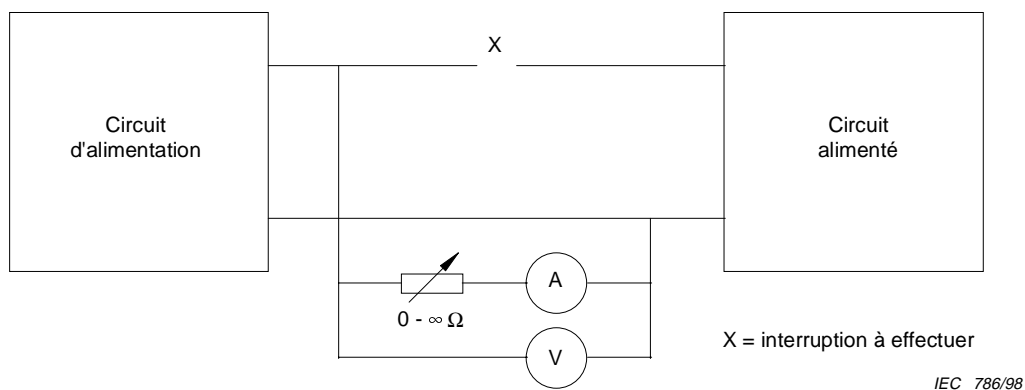 X
Circuit
d'alimentation
Circuit
alimenté
A
0 - ∞ Ω
V
X = interruption à effectuer
IEC 786/98